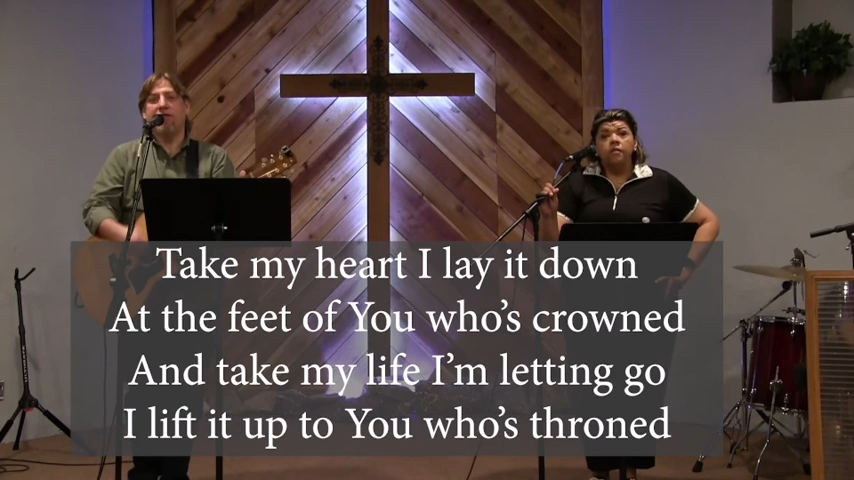 Take my heart I lay it down
At the feet of You who's crowned
And take my life I'm letting go
I lift it up to You who's throned